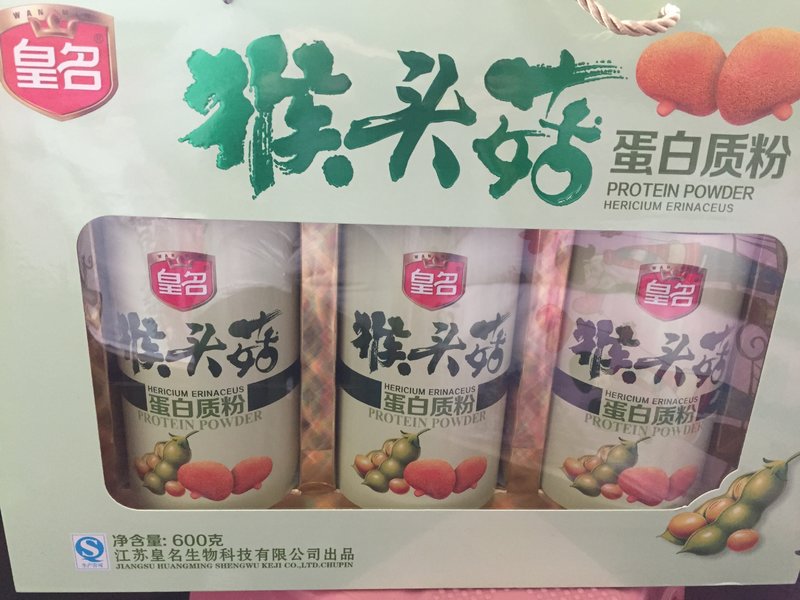 皇名
猴头菇
蛋白质粉
PROTEIN POWDER
HERICIUM ERINACEUS
皇名
猴头菇
HERICIUM ERINACEUS
蛋白质粉
PROTEIN POWDER
皇名
猴头菇
HERICIUM ERINACEUS
蛋白质粉
PROTEIN POWDER
皇名
猴头菇
HERICIUM ERINACEUS
蛋白质粉
PROTEIN POWDER
净含量: 600克
江苏皇名生物科技有限公司出品
JIANGSU HUANGMING SHENGWU KEJI CO.,LTD.CHUPIN